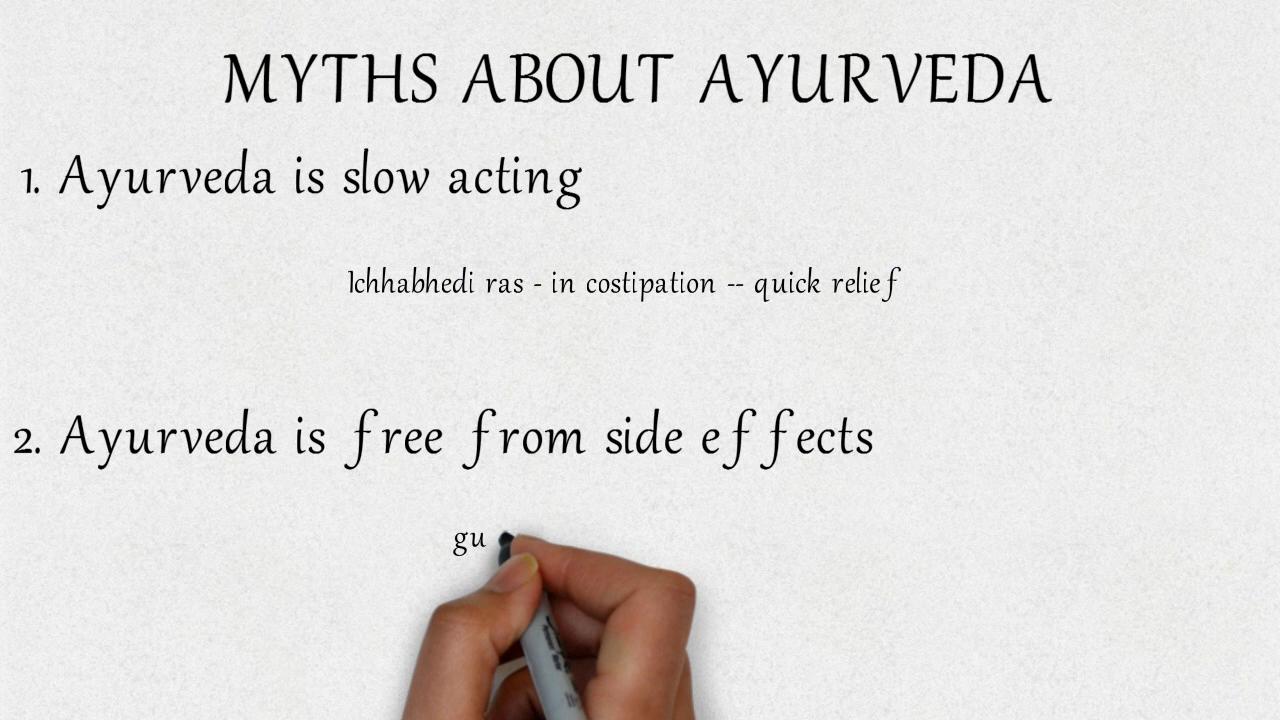 MYTHS ABOUT AYURVEDA
1. Ayurveda is slow acting
Ichhabhedi ras - in costipation -- quick relief
2. Ayurveda is free from side effects
gu